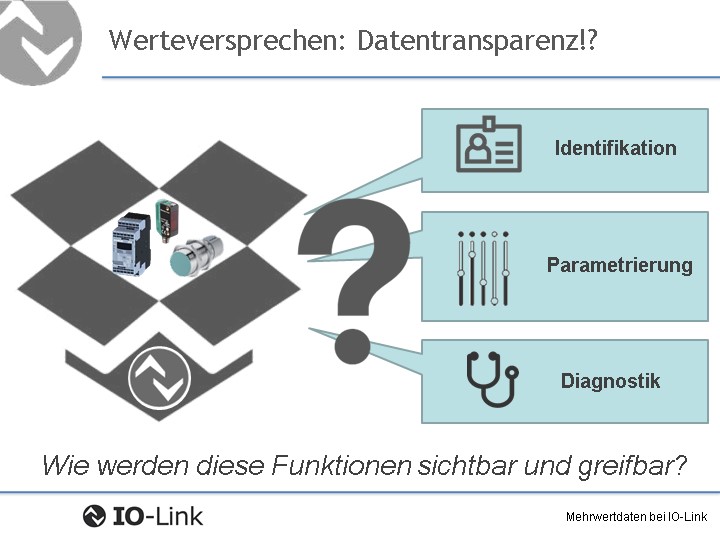 Werteversprechen: Datentransparenz!?
Identifikation
Parametrierung
Diagnostik
?
Wie werden diese Funktionen sichtbar und greifbar?
IO-Link
Mehrwertdaten bei IO-Link